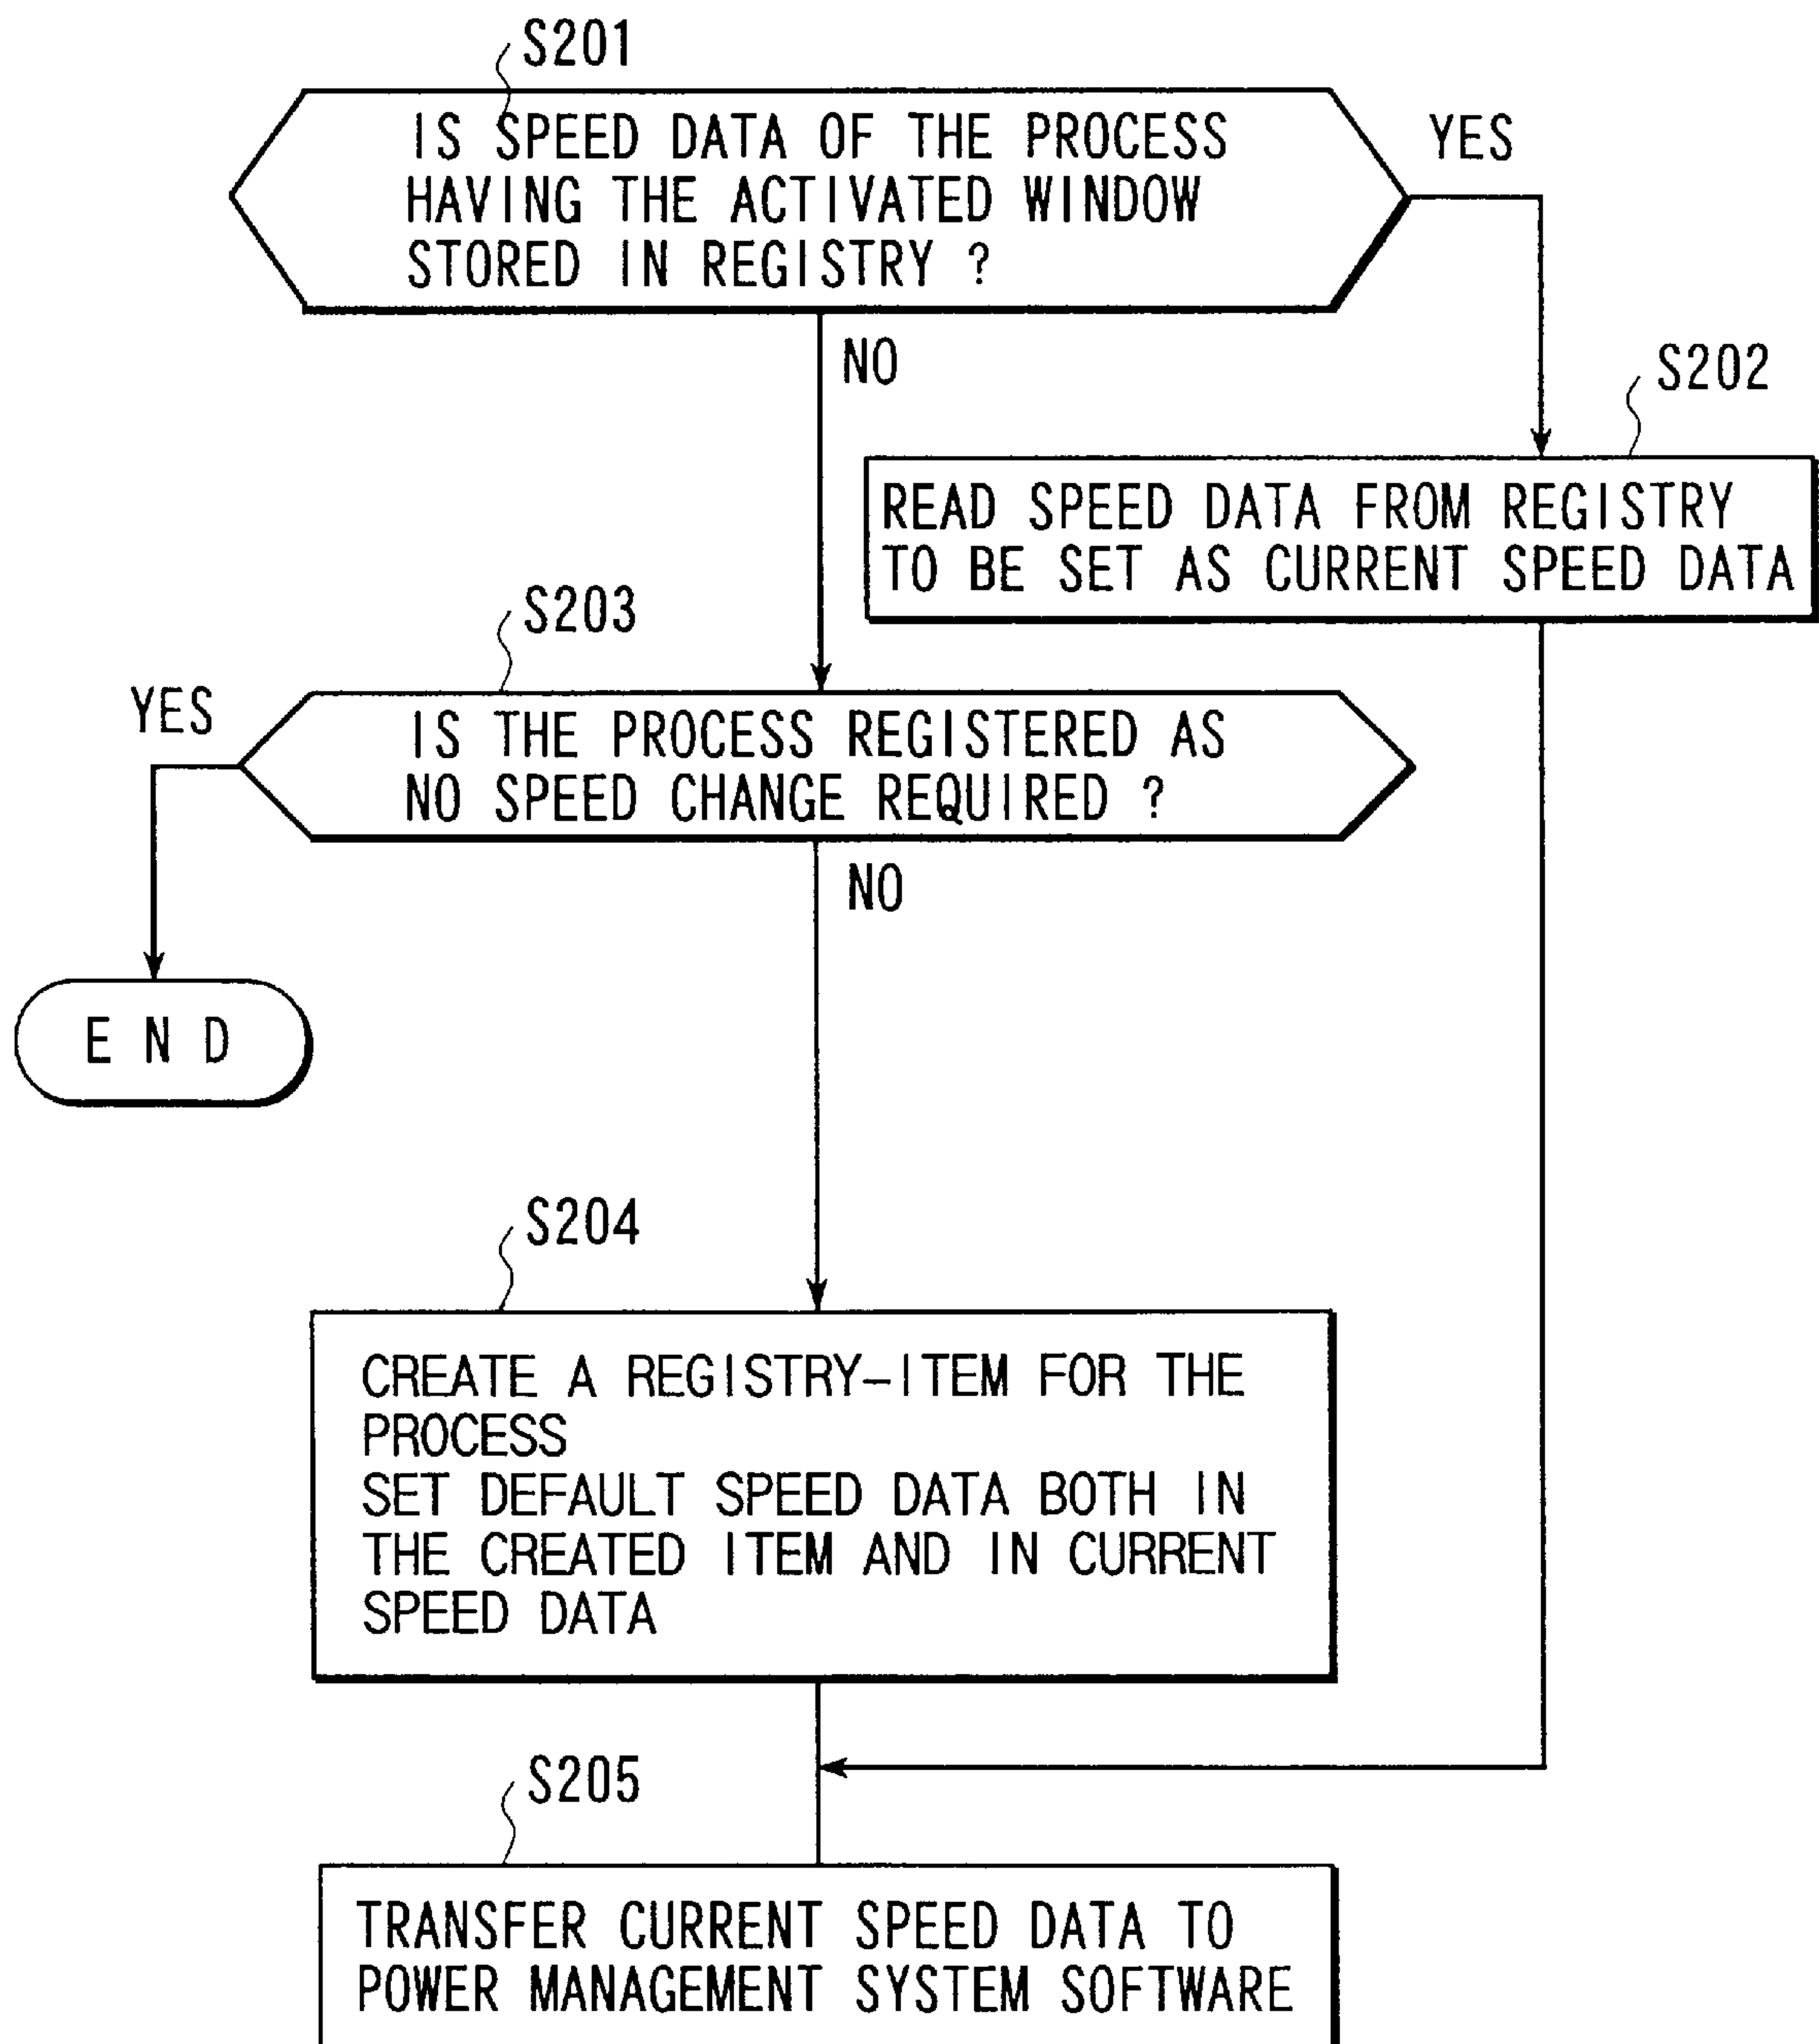 S201
IS SPEED DATA OF THE PROCESS
HAVING THE ACTIVATED WINDOW
STORED IN REGISTRY ?
YES
NO
S202
READ SPEED DATA FROM REGISTRY
TO BE SET AS CURRENT SPEED DATA
S203
YES
IS THE PROCESS REGISTERED AS
NO SPEED CHANGE REQUIRED ?
NO
END
S204
CREATE A REGISTRY-ITEM FOR THE
PROCESS
SET DEFAULT SPEED DATA BOTH IN
THE CREATED ITEM AND IN CURRENT
SPEED DATA
S205
TRANSFER CURRENT SPEED DATA TO
POWER MANAGEMENT SYSTEM SOFTWARE